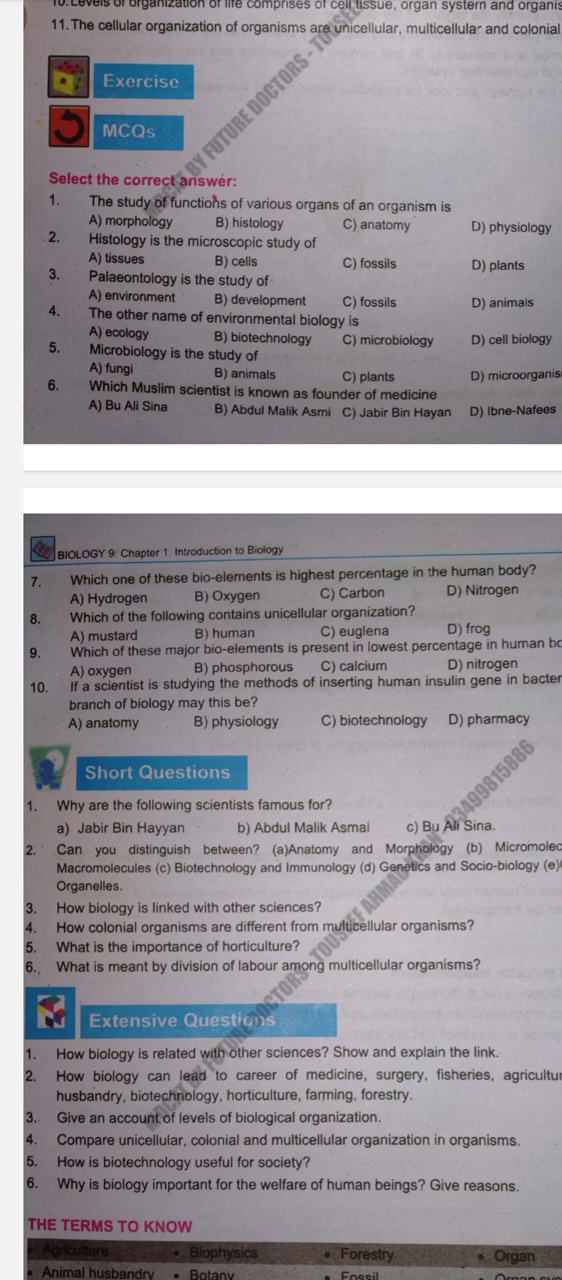 10. Levels of organization of life comprises of cell tissue, organ system and organis
11. The cellular organization of organisms are unicellular, multicellular and colonial
Exercise
MCQs
Select the correct answer:
1. The study of functions of various organs of an organism is
A) morphology B) histology C) anatomy D) physiology
2. Histology is the microscopic study of
A) tissues B) cells C) fossils D) plants
3. Palaeontology is the study of
A) environment B) development C) fossils D) animals
4. The other name of environmental biology is
A) ecology B) biotechnology C) microbiology D) cell biology
5. Microbiology is the study of
A) fungi B) animals C) plants D) microorganis
6. Which Muslim scientist is known as founder of medicine
A) Bu Ali Sina B) Abdul Malik Asmi C) Jabir Bin Hayan D) Ibne-Nafees
BIOLOGY 9: Chapter 1. Introduction to Biology
7. Which one of these bio-elements is highest percentage in the human body?
A) Hydrogen B) Oxygen C) Carbon D) Nitrogen
8. Which of the following contains unicellular organization?
A) mustard B) human C) euglena D) frog
9. Which of these major bio-elements is present in lowest percentage in human bo
A) oxygen B) phosphorous C) calcium D) nitrogen
10. If a scientist is studying the methods of inserting human insulin gene in bacter
branch of biology may this be?
A) anatomy B) physiology C) biotechnology D) pharmacy
Short Questions
1. Why are the following scientists famous for?
a) Jabir Bin Hayyan b) Abdul Malik Asmai c) Bu Ali Sina.
2. Can you distinguish between? (a)Anatomy and Morphology (b) Micromolec
Macromolecules (c) Biotechnology and Immunology (d) Genetics and Socio-biology (e)
Organelles.
3. How biology is linked with other sciences?
4. How colonial organisms are different from multicellular organisms?
5. What is the importance of horticulture?
6., What is meant by division of labour among multicellular organisms?
Extensive Questions
1. How biology is related with other sciences? Show and explain the link.
2. How biology can lead to career of medicine, surgery, fisheries, agricultur
husbandry, biotechnology, horticulture, farming, forestry.
3. Give an account of levels of biological organization.
4. Compare unicellular, colonial and multicellular organization in organisms.
5. How is biotechnology useful for society?
6. Why is biology important for the welfare of human beings? Give reasons.
THE TERMS TO KNOW
• Agriculture • Biophysics • Forestry • Organ
• Animal husbandry • Botany • Fossil